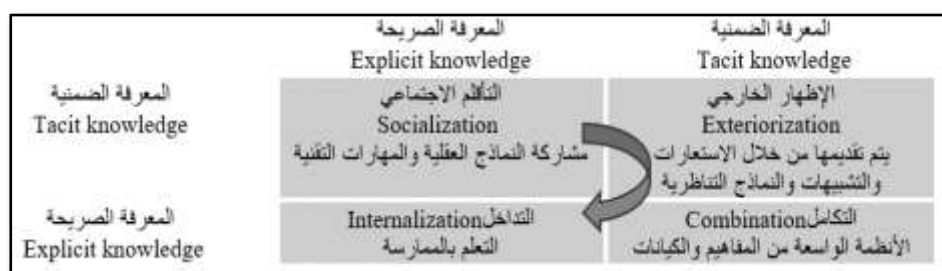 المعرفة الضمنية
Tacit knowledge
المعرفة الصريحة
Explicit knowledge
الإظهار الخارجي
Exteriorization
يتم تقديمها من خلال الاستعارات
والتشبيهات والنماذج التناظرية
التأقلم الاجتماعي
Socialization
مشاركة النماذج العقلية والمهارات التقنية
المعرفة الضمنية
Tacit knowledge
التكامل Combination
الأنظمة الواسعة من المفاهيم والكيانات
التداخل Internalization
التعلم بالممارسة
المعرفة الصريحة
Explicit knowledge